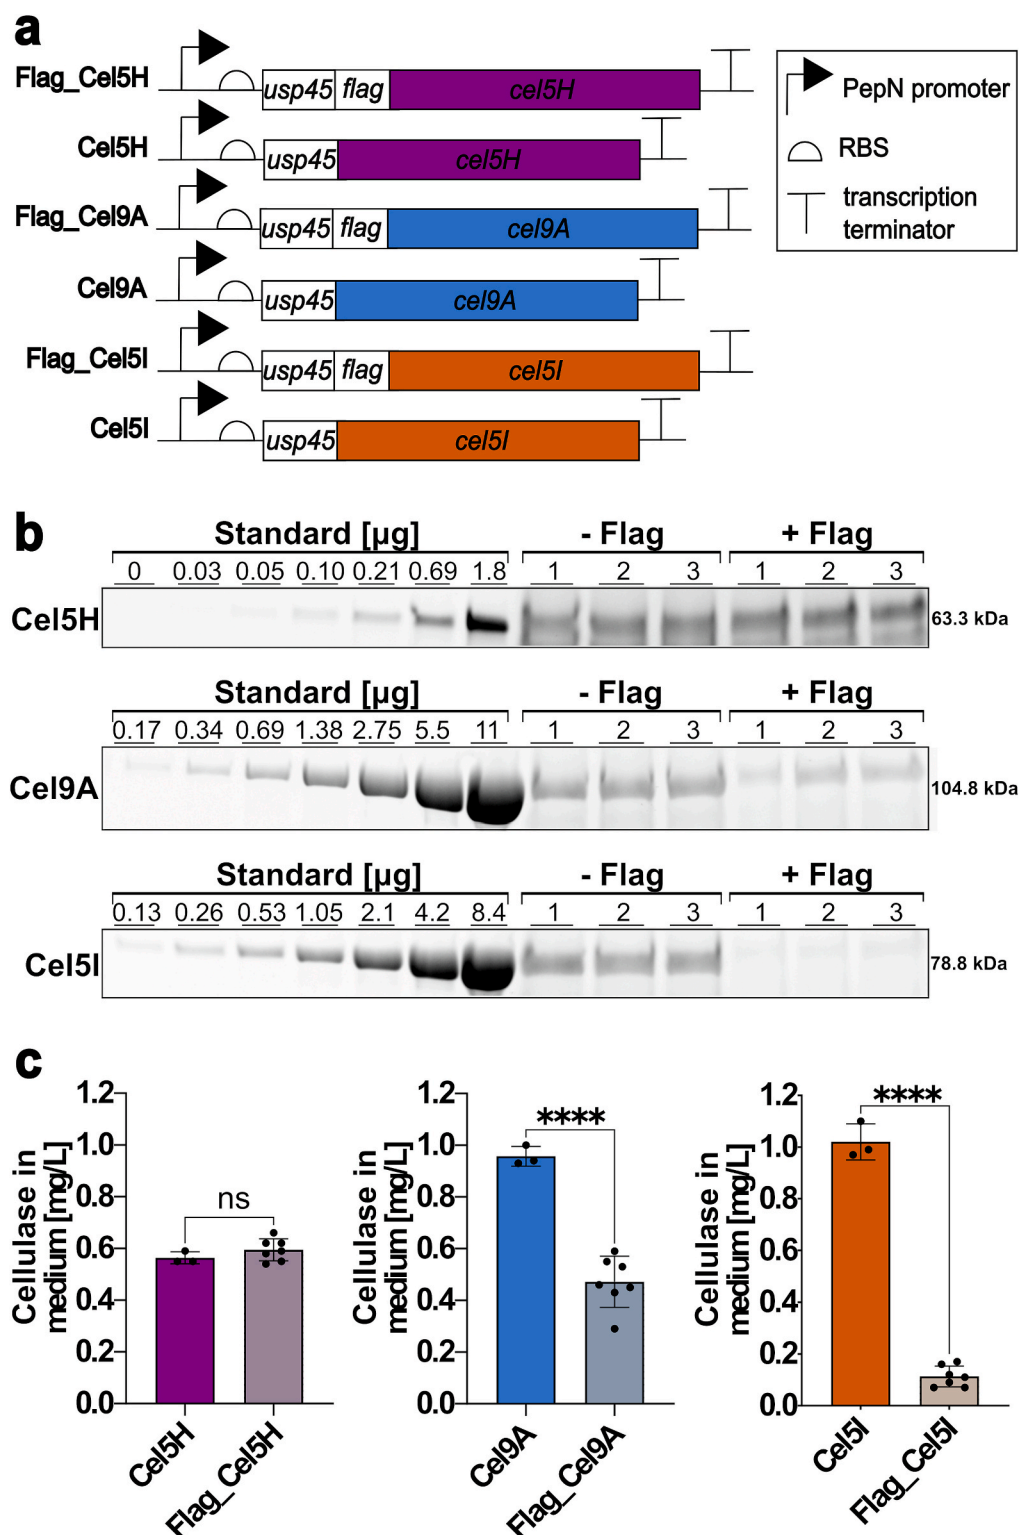 a
Flag_Cel5H
usp45 flag cel5H
Cel5H
usp45 cel5H
Flag_Cel9A
usp45 flag cel9A
Cel9A
usp45 cel9A
Flag_Cel5I
usp45 flag cel5I
Cel5I
usp45 cel5I
PepN promoter
RBS
transcription
terminator
b
Standard [µg] - Flag + Flag
0 0.03 0.05 0.10 0.21 0.69 1.8 1 2 3 1 2 3
Cel5H 63.3 kDa
Standard [µg] - Flag + Flag
0.17 0.34 0.69 1.38 2.75 5.5 11 1 2 3 1 2 3
Cel9A 104.8 kDa
Standard [µg] - Flag + Flag
0.13 0.26 0.53 1.05 2.1 4.2 8.4 1 2 3 1 2 3
Cel5I 78.8 kDa
c
Cellulase in
medium [mg/L]
1.2
1.0
0.8
0.6
0.4
0.2
0.0
ns
Cel5H
Flag_Cel5H
Cellulase in
medium [mg/L]
1.2
1.0
0.8
0.6
0.4
0.2
0.0
****
Cel9A
Flag_Cel9A
Cellulase in
medium [mg/L]
1.2
1.0
0.8
0.6
0.4
0.2
0.0
****
Cel5I
Flag_Cel5I